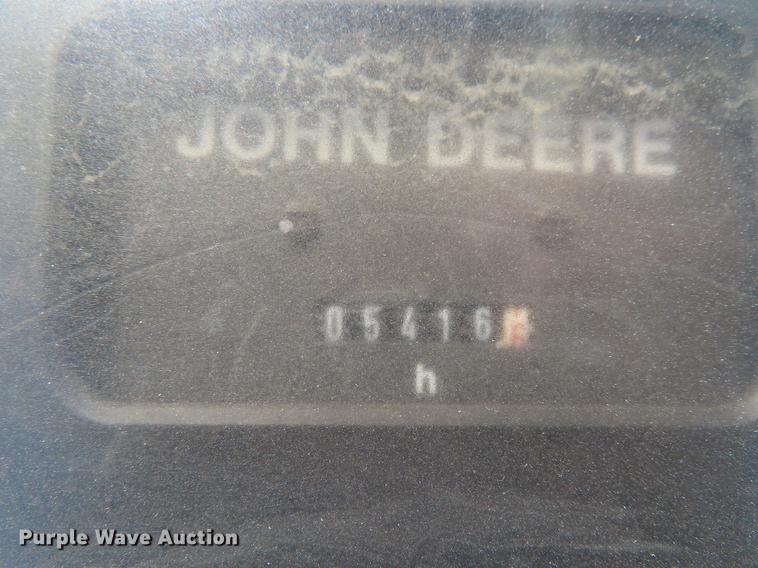 JOHN DEERE
05416
h
Purple Wave Auction